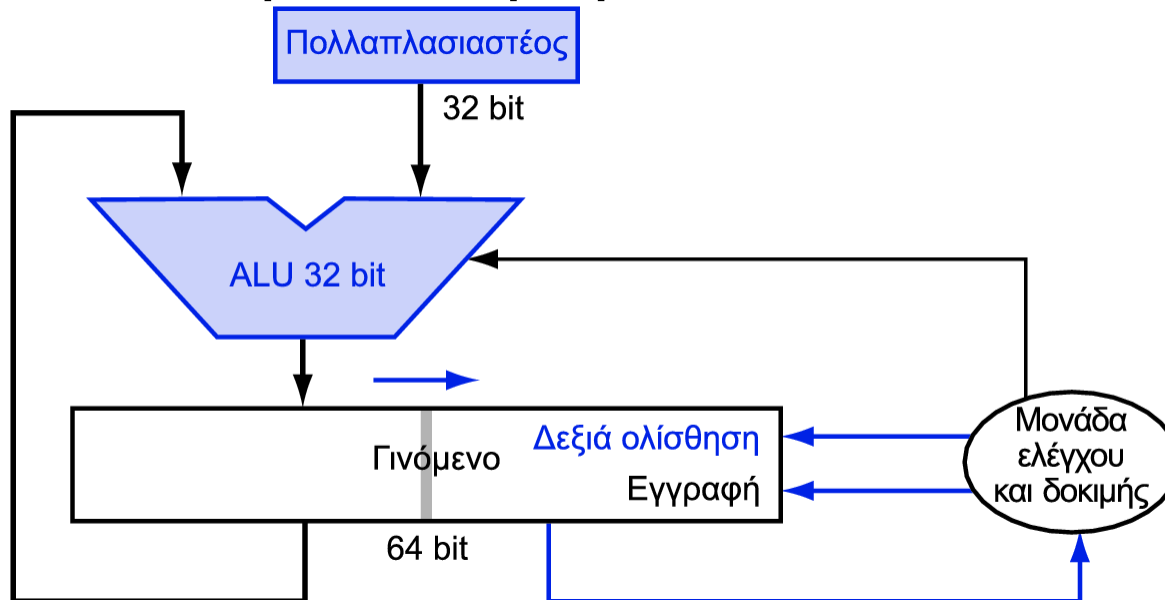 Πολλαπλασιαστέος
32 bit
ALU 32 bit
Δεξιά ολίσθηση
Γινόμενο
Εγγραφή
64 bit
Μονάδα
ελέγχου
και δοκιμής